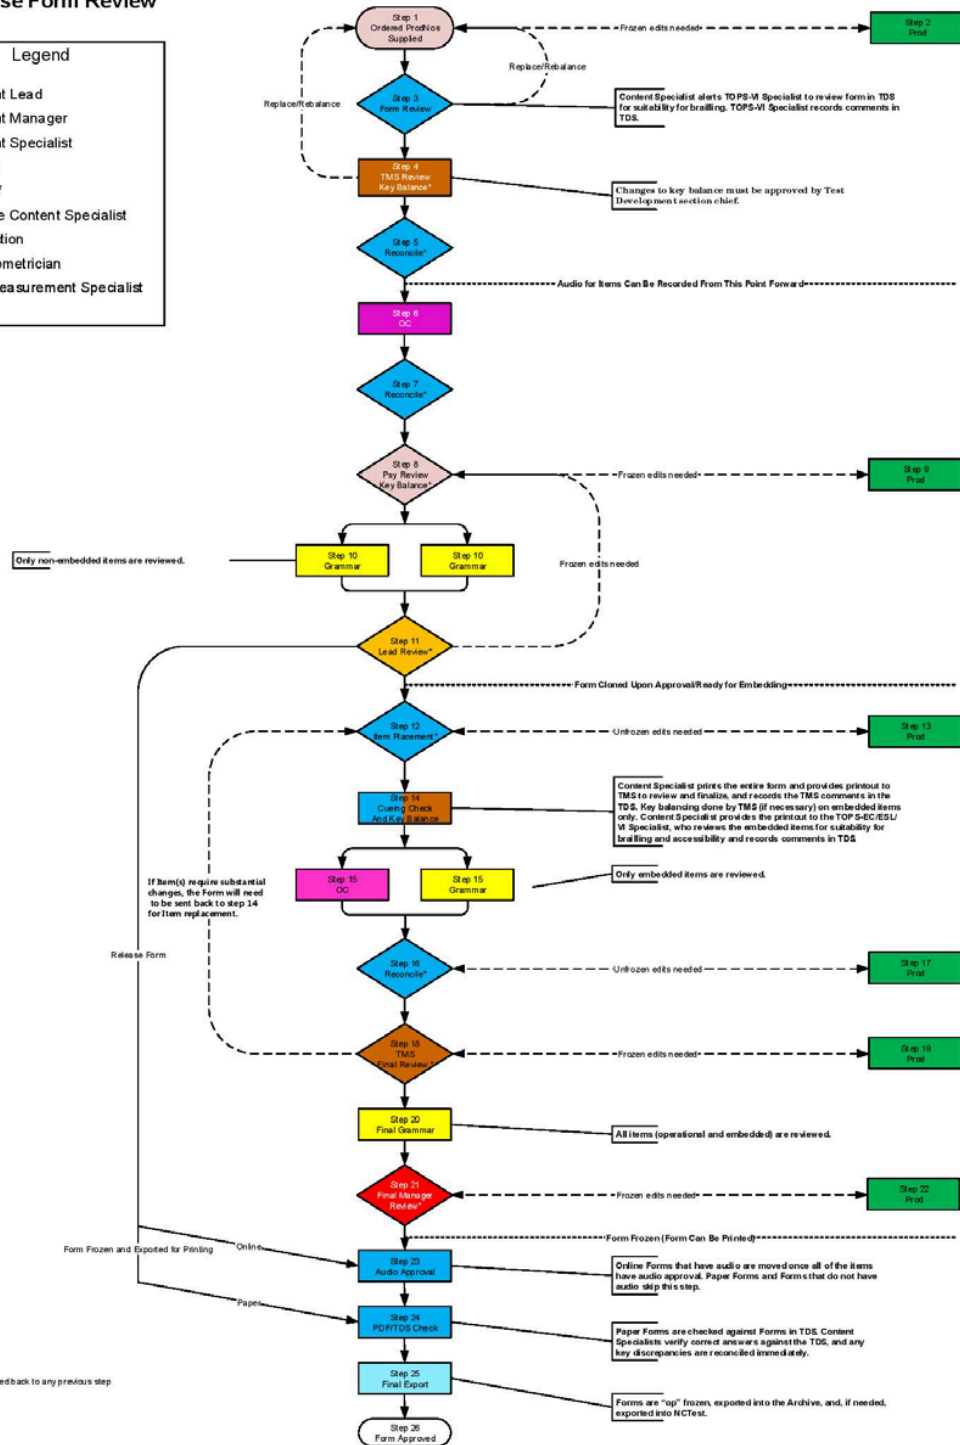 se Form Review
Legend
nt Lead
nt Manager
nt Specialist
e Content Specialist
ction
ometrician
easurement Specialist
Step 1
Ordered ProdNos
Supplied
Frozen edits needed
Step 2
Prod
Replace/Rebalance
Replace/Rebalance
Step 3
Form Review
Content Specialist alerts TOPS-VI Specialist to review form in TDS
for suitability for brailling. TOPS-VI Specialist records comments in
TDS.
Step 4
TMS Review
Key Balance*
Changes to key balance must be approved by Test
Development section chief.
Step 5
Reconcile*
Audio for Items Can Be Recorded From This Point Forward
Step 6
OC
Step 7
Reconcile*
Step 8
Psy Review
Key Balance*
Frozen edits needed
Step 9
Prod
Only non-embedded items are reviewed.
Step 10
Grammar
Step 10
Grammar
Frozen edits needed
Step 11
Lead Review*
Form Cloned Upon Approval/Ready for Embedding
Step 12
Item Placement*
Unfrozen edits needed
Step 13
Prod
Step 14
Cueing Check
And Key Balance
Content Specialist prints the entire form and provides printout to
TMS to review and finalize, and records the TMS comments in the
TDS. Key balancing done by TMS (if necessary) on embedded items
only. Content Specialist provides the printout to the TOPS-EC/ESL/
VI Specialist, who reviews the embedded items for suitability for
brailling and accessibility and records comments in TDS
Step 15
OC
Step 15
Grammar
Only embedded items are reviewed.
If Item(s) require substantial
changes, the Form will need
to be sent back to step 14
for Item replacement.
Release Form
Step 16
Reconcile*
Unfrozen edits needed
Step 17
Prod
Step 18
TMS
Final Review*
Frozen edits needed
Step 19
Prod
Step 20
Final Grammar
All items (operational and embedded) are reviewed.
Step 21
Final Manager
Review*
Frozen edits needed
Step 22
Prod
Form Frozen (Form Can Be Printed)
Form Frozen and Exported for Printing
Online
Step 23
Audio Approval
Online Forms that have audio are moved once all of the items
have audio approval. Paper Forms and Forms that do not have
audio skip this step.
Paper
Step 24
PDF/TDS Check
Paper Forms are checked against Forms in TDS. Content
Specialists verify correct answers against the TDS, and any
key discrepancies are reconciled immediately.
Step 25
Final Export
ed back to any previous step
Forms are "op" frozen, exported into the Archive, and, if needed,
exported into NCTest.
Step 26
Form Approved